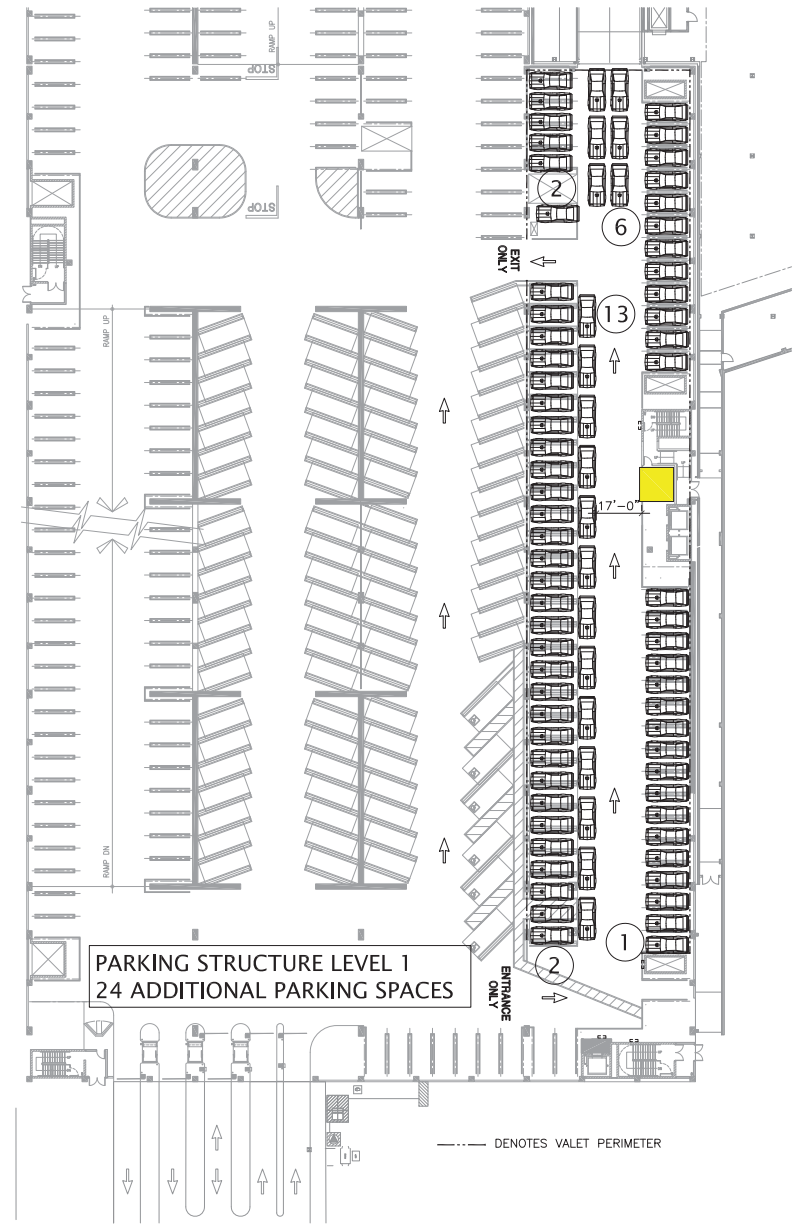 RAMP UP
STOP
STOP
2
6
EXIT
ONLY
13
RAMP UP
17'-0"
RAMP DN
1
2
PARKING STRUCTURE LEVEL 1
24 ADDITIONAL PARKING SPACES
ENTRANCE
ONLY
DENOTES VALET PERIMETER